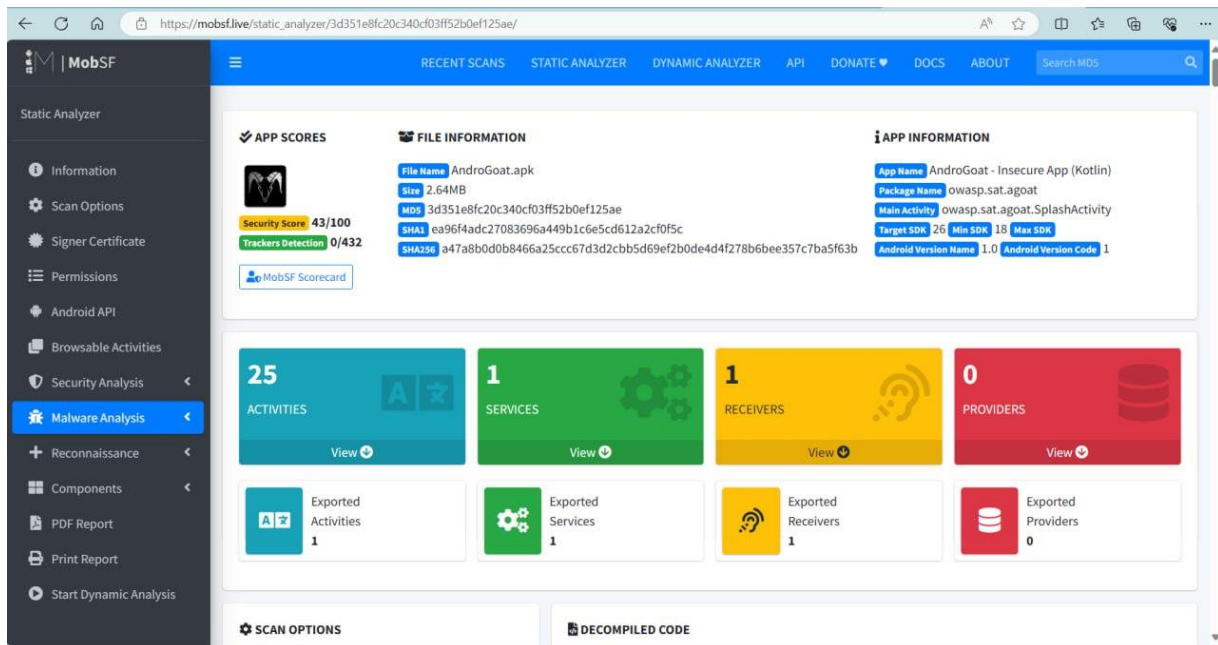 https://mobsf.live/static_analyzer/3d351e8fc20c340cf03ff52b0ef125ae/
MobSF
RECENT SCANS STATIC ANALYZER DYNAMIC ANALYZER API DONATE ♥ DOCS ABOUT Search MD5
Static Analyzer
Information
Scan Options
Signer Certificate
Permissions
Android API
Browsable Activities
Security Analysis
Malware Analysis
Reconnaissance
Components
PDF Report
Print Report
Start Dynamic Analysis
APP SCORES
Security Score 43/100
Trackers Detection 0/432
MobSF Scorecard
FILE INFORMATION
File Name AndroGoat.apk
Size 2.64MB
MD5 3d351e8fc20c340cf03ff52b0ef125ae
SHA1 ea96f4adc27083696a449b1c6e5cd612a2cf0f5c
SHA256 a47a8b0d0b8466a25ccc67d3d2cbb5d69ef2b0de4d4f278b6bee357c7ba5f63b
APP INFORMATION
App Name AndroGoat - Insecure App (Kotlin)
Package Name owasp.sat.agoat
Main Activity owasp.sat.agoat.SplashActivity
Target SDK 26 Min SDK 18 Max SDK
Android Version Name 1.0 Android Version Code 1
25
ACTIVITIES
View
1
SERVICES
View
1
RECEIVERS
View
0
PROVIDERS
View
Exported
Activities
1
Exported
Services
1
Exported
Receivers
1
Exported
Providers
0
SCAN OPTIONS
DECOMPILED CODE